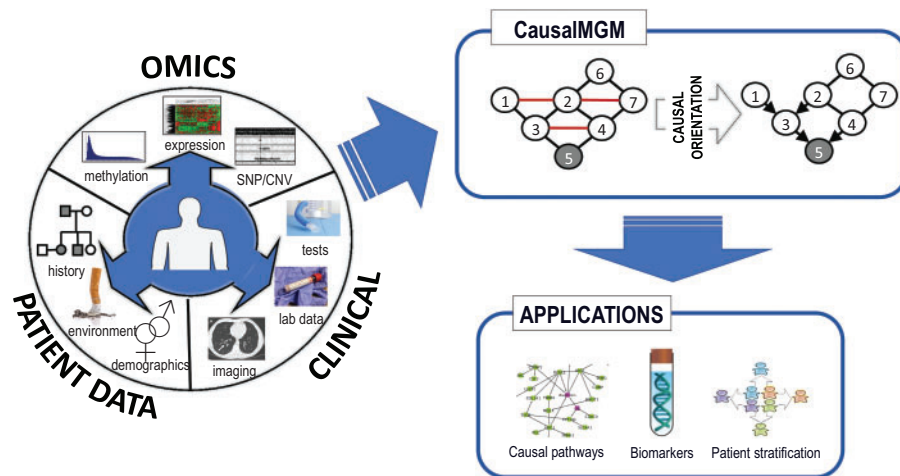 OMICS
expression
methylation
SNP/CNV
history
environment
demographics
PATIENT DATA
tests
lab data
imaging
CLINICAL
CausalMGM
6
1
2
7
3
4
5
CAUSAL
ORIENTATION
6
1
2
7
3
4
5
APPLICATIONS
Causal pathways
Biomarkers
Patient stratification